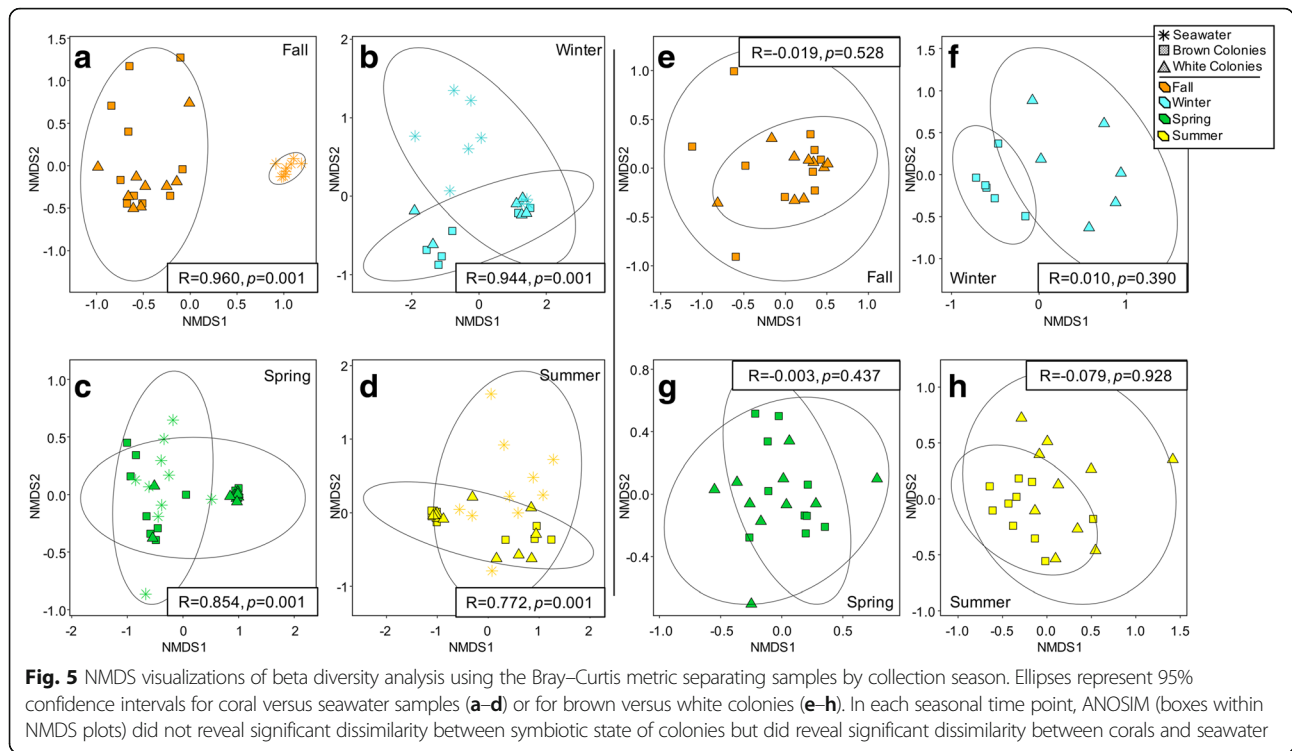 a
Fall
1.5
1.0
0.5
0.0
-0.5
-1.0
NMDS2
-1.0
-0.5
0.0
0.5
1.0
NMDS1
R=0.960, p=0.001
b
Winter
2
1
0
-1
NMDS2
-2
0
2
NMDS1
R=0.944, p=0.001
e
R=-0.019, p=0.528
1.0
0.5
0.0
-0.5
-1.0
NMDS2
Fall
-1.5
-1.0
-0.5
0.0
0.5
1.0
NMDS1
f
1.5
1.0
0.5
0.0
-0.5
-1.0
NMDS2
Winter
R=0.010, p=0.390
-1
0
1
NMDS1
Seawater
Brown Colonies
White Colonies
Fall
Winter
Spring
Summer
c
Spring
1.0
0.5
0.0
-0.5
-1.0
NMDS2
R=0.854, p=0.001
-2
-1
0
1
2
NMDS1
d
Summer
2
1
0
-1
NMDS2
R=0.772, p=0.001
-2
-1
0
1
2
NMDS1
g
R=-0.003, p=0.437
0.8
0.4
0.0
-0.4
NMDS2
Spring
-1.0
-0.5
0.0
0.5
NMDS1
h
R=-0.079, p=0.928
1.0
0.5
0.0
-0.5
-1.0
NMDS2
Summer
-1.0
-0.5
0.0
0.5
1.0
1.5
NMDS1
Fig. 5 NMDS visualizations of beta diversity analysis using the Bray–Curtis metric separating samples by collection season. Ellipses represent 95%
confidence intervals for coral versus seawater samples (a–d) or for brown versus white colonies (e–h). In each seasonal time point, ANOSIM (boxes within
NMDS plots) did not reveal significant dissimilarity between symbiotic state of colonies but did reveal significant dissimilarity between corals and seawater